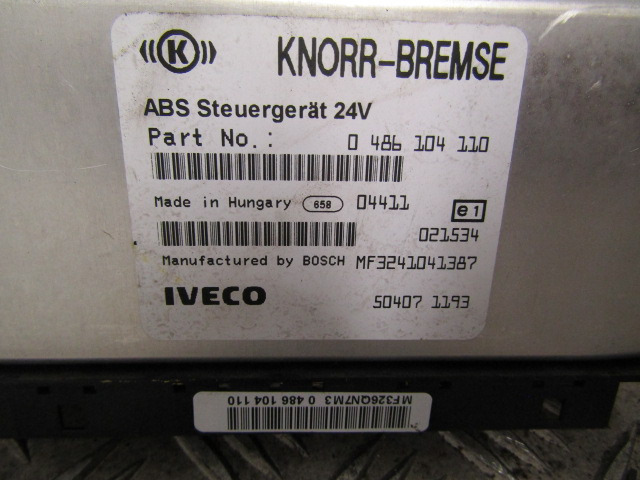 K KNORR-BREMSE
ABS Steuergerät 24V
Part No.: 0 486 104 110
Made in Hungary 658 04411 e1
021534
Manufactured by BOSCH MF3241041387
IVECO 50407 1193
MF326QN7M3 0 486 104 110